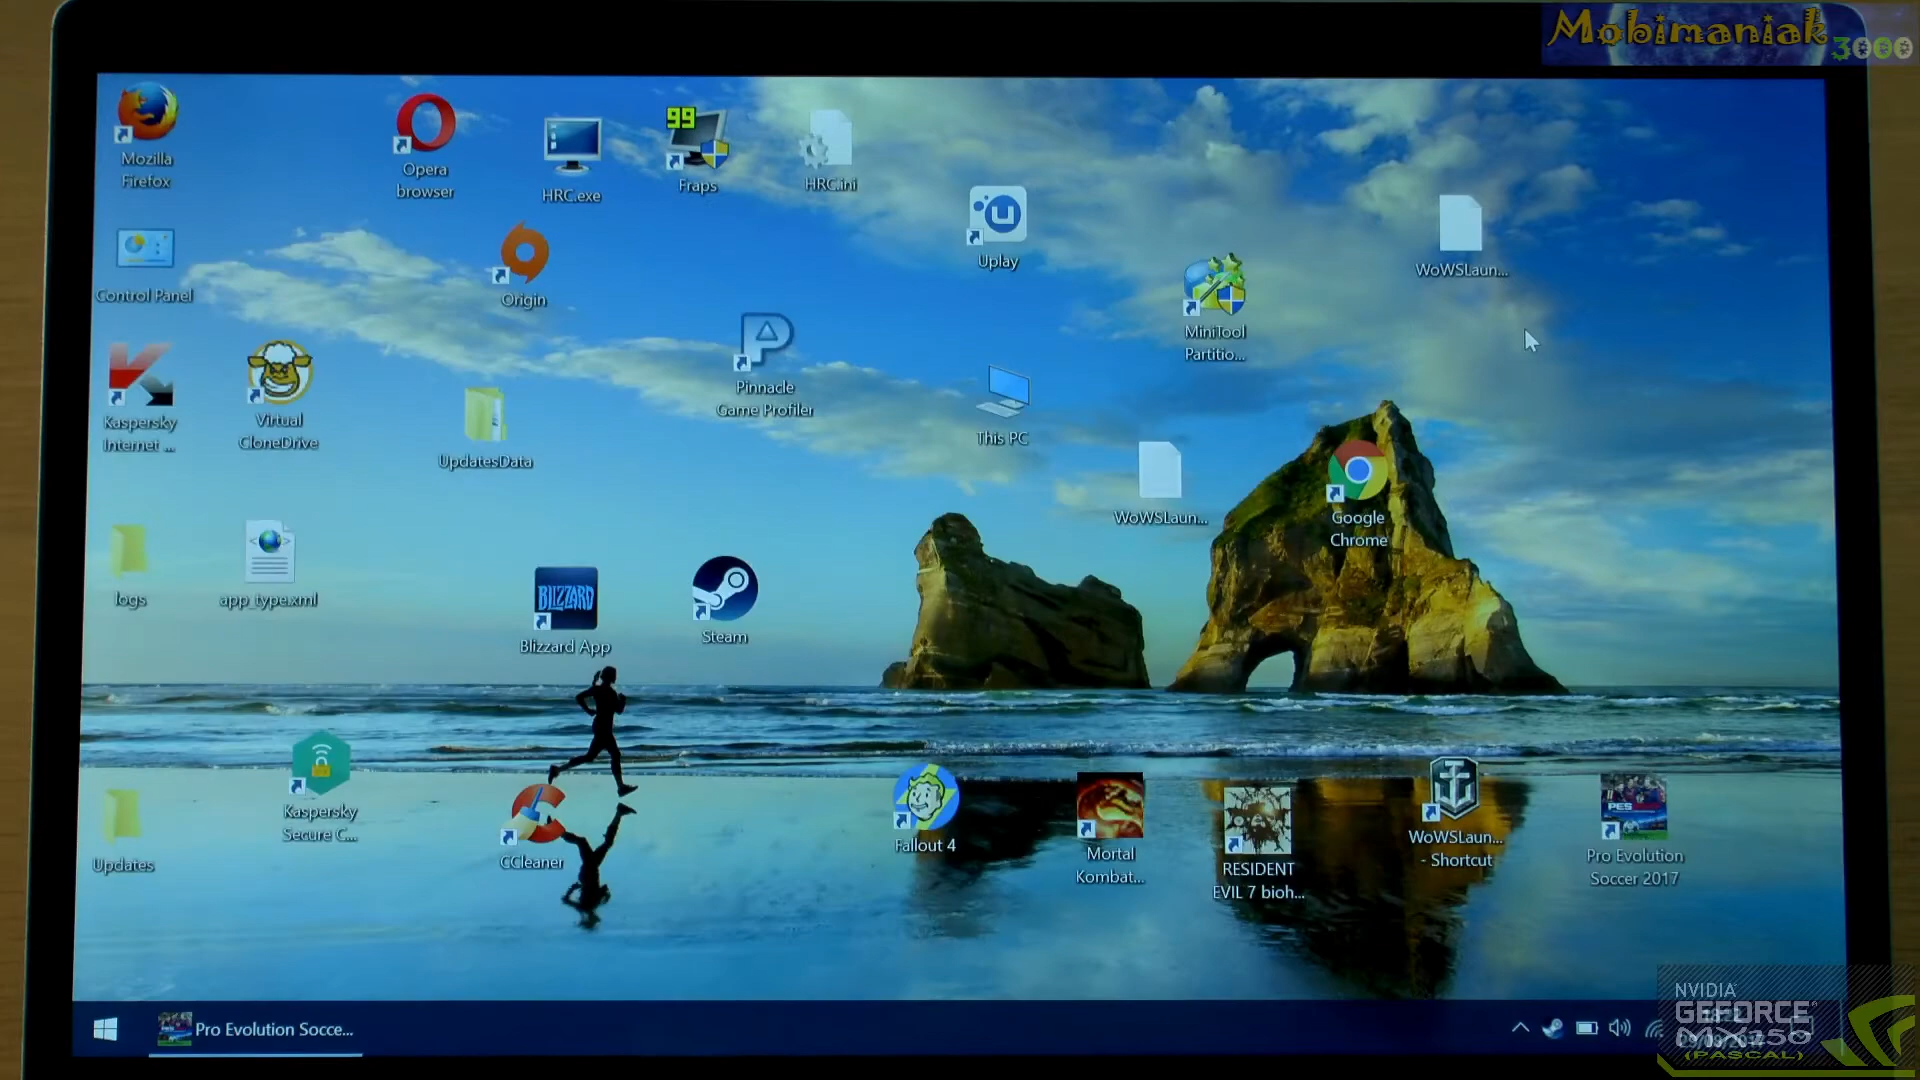 Mobimaniak
3000
Mozilla
Firefox
Opera
browser
HRC.exe
99
Fraps
HRC.ini
Uplay
WoWSLaun...
Control Panel
Origin
MiniTool
Partitio...
Kaspersky
Internet ...
Virtual
CloneDrive
UpdatesData
Pinnacle
Game Profiler
This PC
WoWSLaun...
Google
Chrome
logs
app_type.xml
BLIZZARD
Blizzard App
Steam
Updates
Kaspersky
Secure C...
CCleaner
Fallout 4
Mortal
Kombat...
RESIDENT
EVIL 7 bioh...
WoWSLaun...
- Shortcut
PES
Pro Evolution
Soccer 2017
Pro Evolution Socce...
NVIDIA
GEFORCE
MX150
(PASCAL)